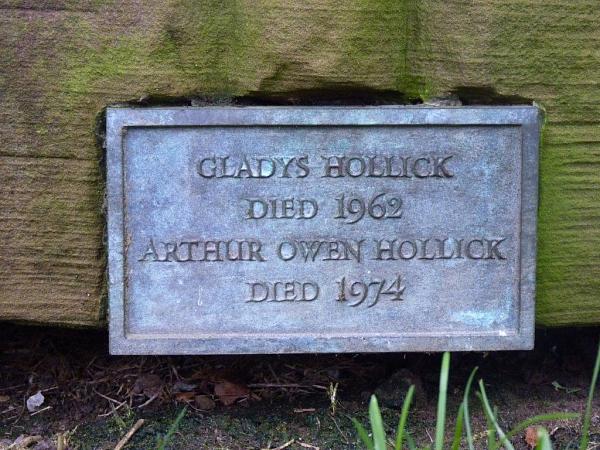 GLADYS HOLLICK
DIED 1962
ARTHUR OWEN HOLLICK
DIED 1974